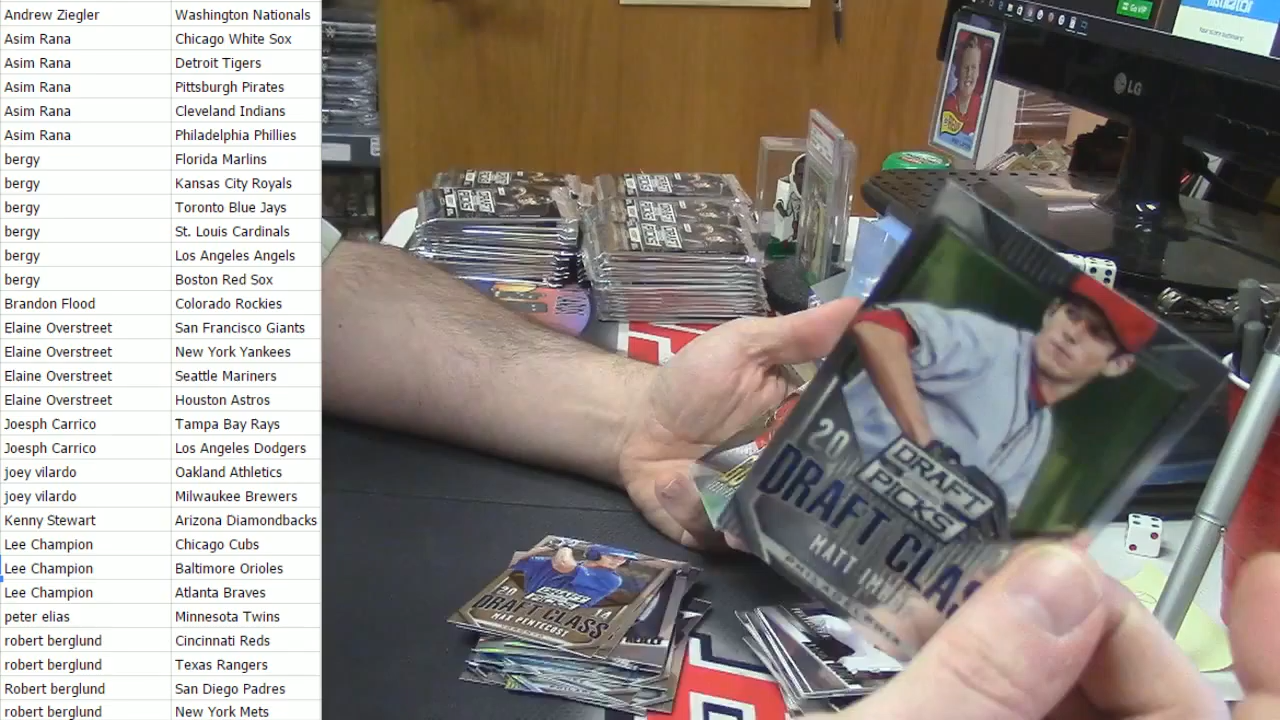 Andrew Ziegler Washington Nationals
Asim Rana Chicago White Sox
Asim Rana Detroit Tigers
Asim Rana Pittsburgh Pirates
Asim Rana Cleveland Indians
Asim Rana Philadelphia Phillies
bergy Florida Marlins
bergy Kansas City Royals
bergy Toronto Blue Jays
bergy St. Louis Cardinals
bergy Los Angeles Angels
bergy Boston Red Sox
Brandon Flood Colorado Rockies
Elaine Overstreet San Francisco Giants
Elaine Overstreet New York Yankees
Elaine Overstreet Seattle Mariners
Elaine Overstreet Houston Astros
Joesph Carrico Tampa Bay Rays
Joesph Carrico Los Angeles Dodgers
joey vilardo Oakland Athletics
joey vilardo Milwaukee Brewers
Kenny Stewart Arizona Diamondbacks
Lee Champion Chicago Cubs
Lee Champion Baltimore Orioles
Lee Champion Atlanta Braves
peter elias Minnesota Twins
robert berglund Cincinnati Reds
robert berglund Texas Rangers
Robert berglund San Diego Padres
robert berglund New York Mets
Go VIP
LG
20
DRAFT
PICKS
DRAFT CLASS
MATT
20
DRAFT CLASS
MAX PENTECOST